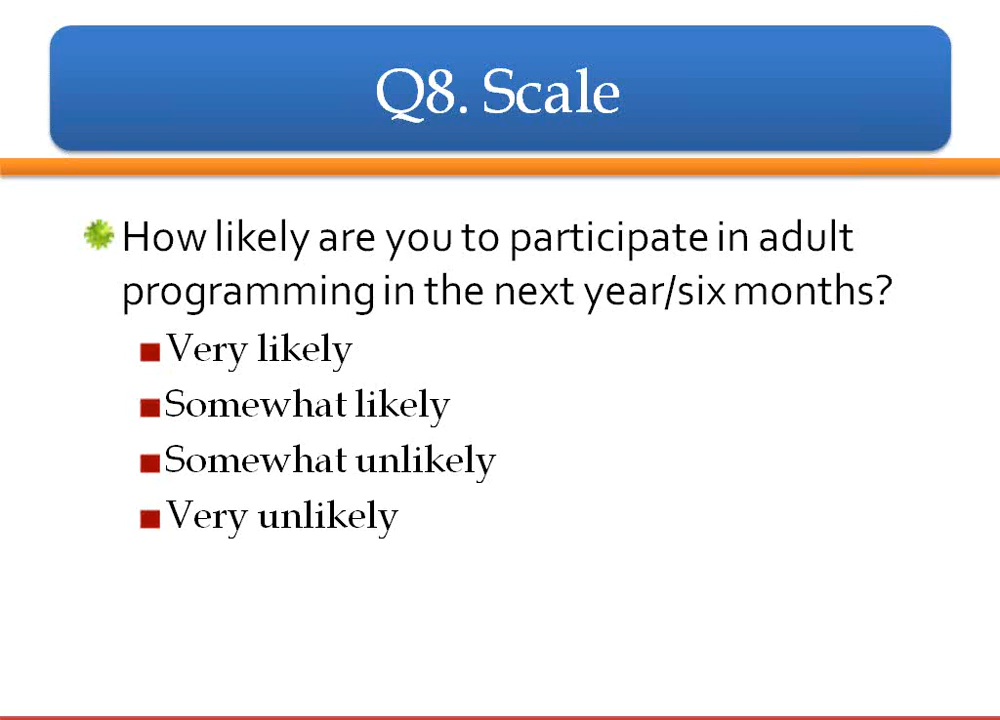 Q8. Scale
How likely are you to participate in adult
programming in the next year/six months?
Very likely
Somewhat likely
Somewhat unlikely
Very unlikely